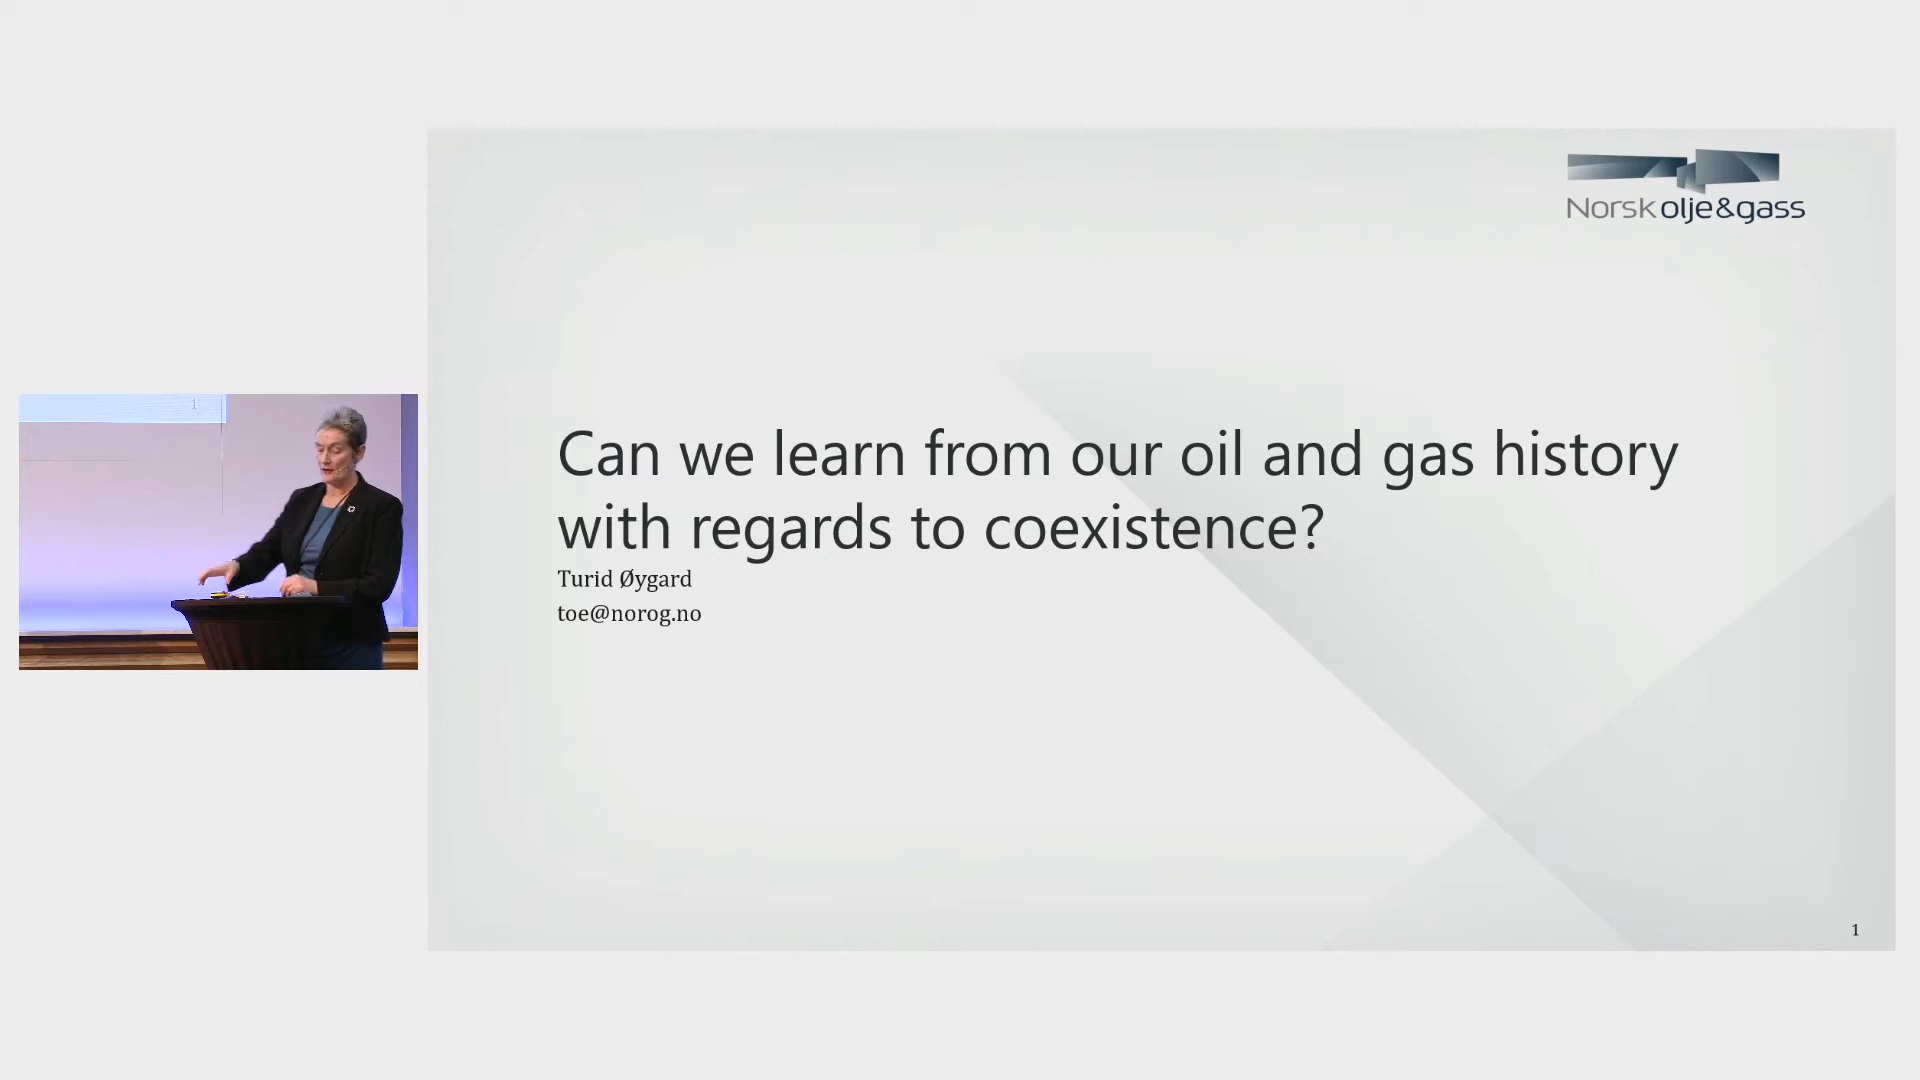 Norsk olje&gass
Can we learn from our oil and gas history
with regards to coexistence?
Turid Øygard
toe@norog.no
1
1